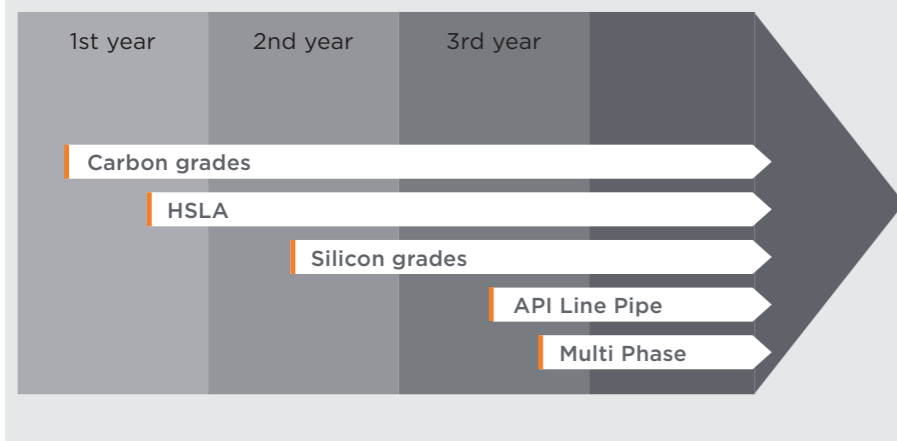 1st year
2nd year
3rd year
Carbon grades
HSLA
Silicon grades
API Line Pipe
Multi Phase